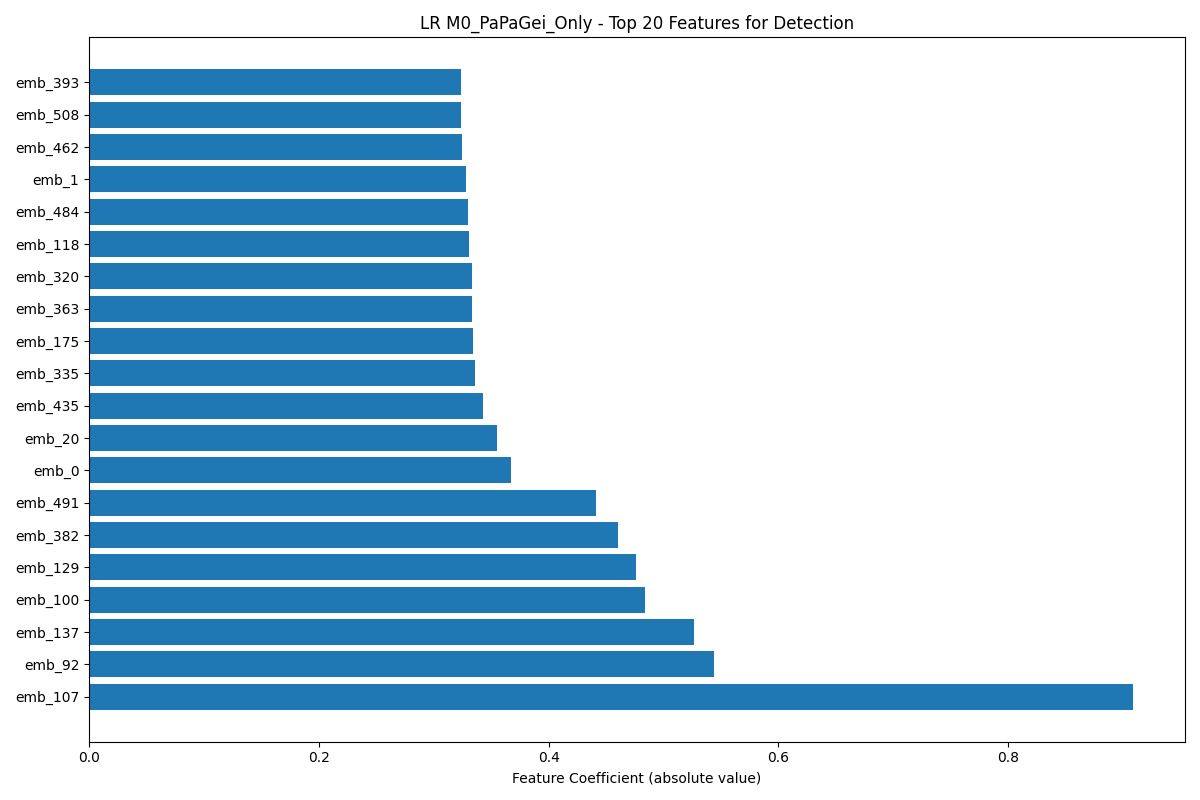 LR M0_PaPaGei_Only - Top 20 Features for Detection
emb_393
emb_508
emb_462
emb_1
emb_484
emb_118
emb_320
emb_363
emb_175
emb_335
emb_435
emb_20
emb_0
emb_491
emb_382
emb_129
emb_100
emb_137
emb_92
emb_107
0.0 0.2 0.4 0.6 0.8
Feature Coefficient (absolute value)